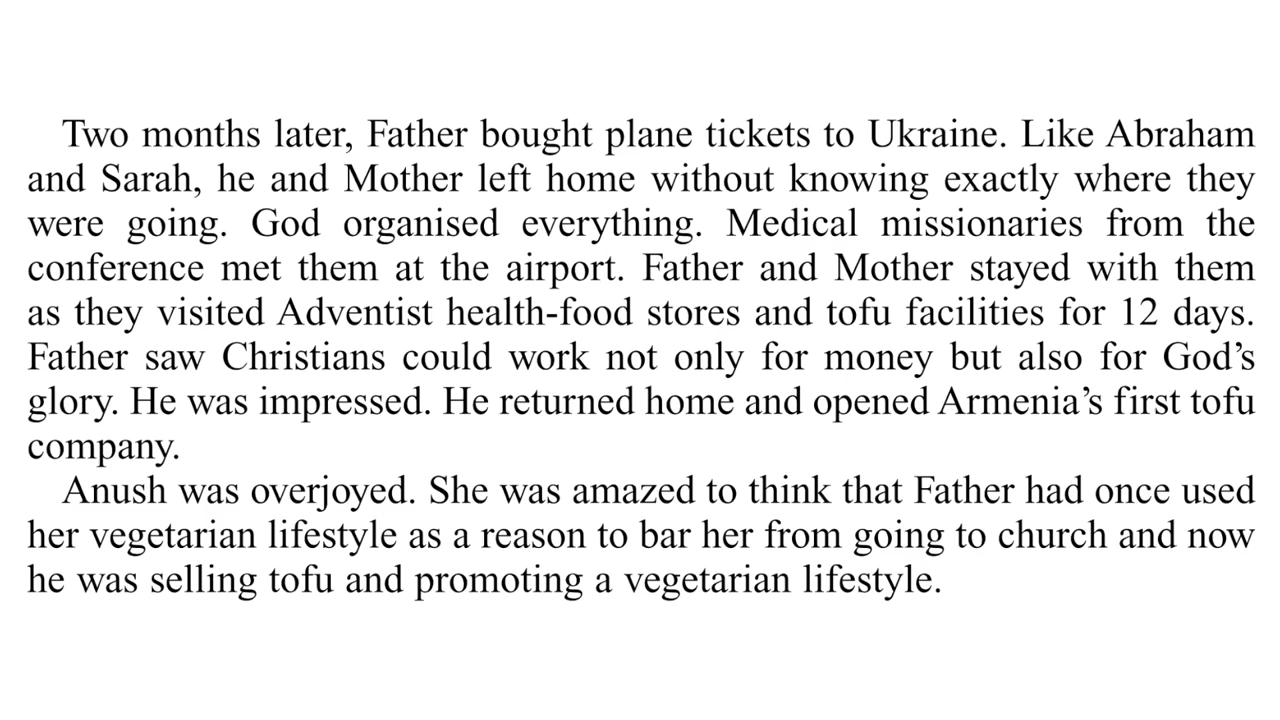 Two months later, Father bought plane tickets to Ukraine. Like Abraham
and Sarah, he and Mother left home without knowing exactly where they
were going. God organised everything. Medical missionaries from the
conference met them at the airport. Father and Mother stayed with them
as they visited Adventist health-food stores and tofu facilities for 12 days.
Father saw Christians could work not only for money but also for God’s
glory. He was impressed. He returned home and opened Armenia’s first tofu
company.
Anush was overjoyed. She was amazed to think that Father had once used
her vegetarian lifestyle as a reason to bar her from going to church and now
he was selling tofu and promoting a vegetarian lifestyle.